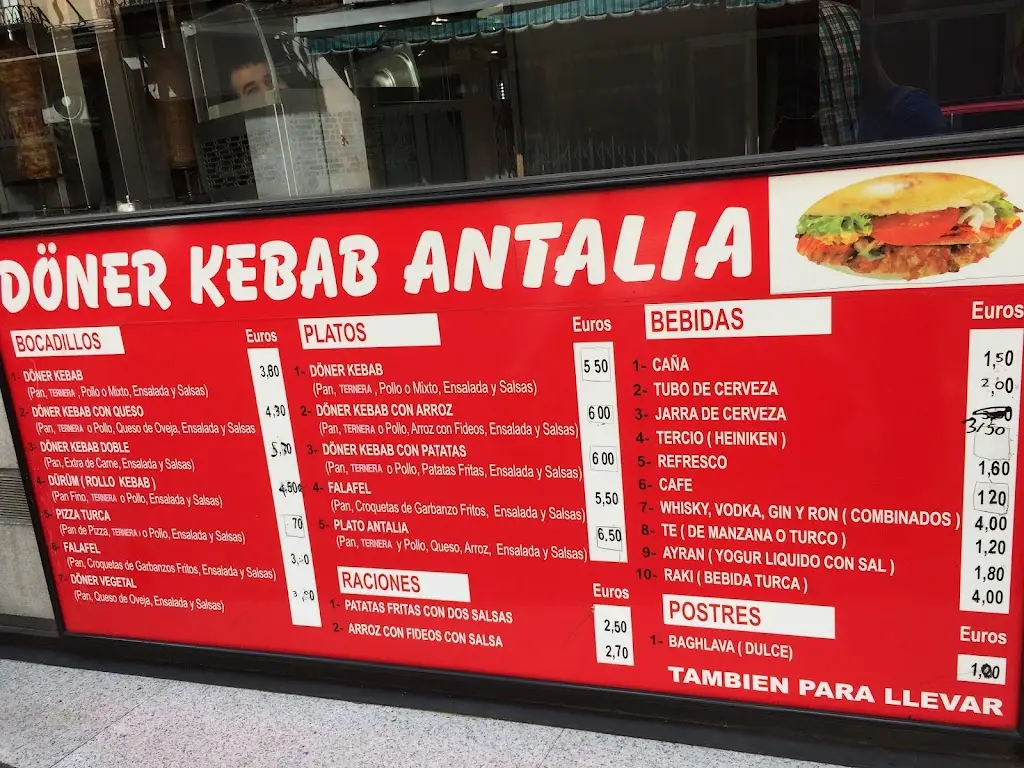 DÖNER KEBAB ANTALIA
BOCADILLOS Euros
1- DÖNER KEBAB 3,80
(Pan, TERNERA, Pollo o Mixto, Ensalada y Salsas)
2- DÖNER KEBAB CON QUESO
(Pan, TERNERA o Pollo, Queso de Oveja, Ensalada y Salsas
3- DÖNER KEBAB DOBLE
(Pan, Extra de Carne, Ensalada y Salsas)
4- DÜRÜM ( ROLLO KEBAB )
(Pan Fino, TERNERA o Pollo, Ensalada y Salsas)
5- PIZZA TURCA
(Pan de Pizza, TERNERA o Pollo, Ensalada y Salsas)
6- FALAFEL
(Pan, Croquetas de Garbanzos Fritos, Ensalada y Salsas)
7- DÖNER VEGETAL
(Pan, Queso de Oveja, Ensalada y Salsas)
PLATOS Euros
1- DÖNER KEBAB 5 50
(Pan, TERNERA, Pollo o Mixto, Ensalada y Salsas)
2- DÖNER KEBAB CON ARROZ 6 00
(Pan, TERNERA o Pollo, Arroz con Fideos, Ensalada y Salsas)
3- DÖNER KEBAB CON PATATAS 6 00
(Pan, TERNERA o Pollo, Patatas Fritas, Ensalada y Salsas)
4- FALAFEL 5,50
(Pan, Croquetas de Garbanzo Fritos, Ensalada y Salsas)
5- PLATO ANTALIA 6,50
(Pan, TERNERA y Pollo, Queso, Arroz, Ensalada y Salsas)
RACIONES Euros
1- PATATAS FRITAS CON DOS SALSAS 2,50
2- ARROZ CON FIDEOS CON SALSA 2,70
BEBIDAS Euros
1- CAÑA 1,50
2- TUBO DE CERVEZA 2,00
3- JARRA DE CERVEZA 3,50
4- TERCIO ( HEINIKEN )
5- REFRESCO 1,60
6- CAFE 1 20
7- WHISKY, VODKA, GIN Y RON ( COMBINADOS ) 4,00
8- TE ( DE MANZANA O TURCO ) 1,20
9- AYRAN ( YOGUR LIQUIDO CON SAL ) 1,80
10- RAKI ( BEBIDA TURCA ) 4,00
POSTRES Euros
1- BAGHLAVA ( DULCE)
TAMBIEN PARA LLEVAR